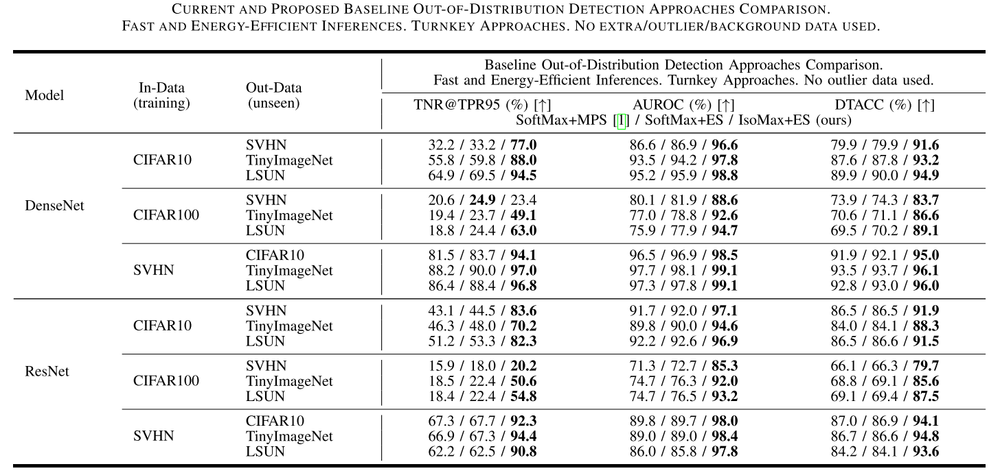 CURRENT AND PROPOSED BASELINE OUT-OF-DISTRIBUTION DETECTION APPROACHES COMPARISON.
FAST AND ENERGY-EFFICIENT INFERENCES. TURNKEY APPROACHES. NO EXTRA/OUTLIER/BACKGROUND DATA USED.
Model In-Data (training) Out-Data (unseen) Baseline Out-of-Distribution Detection Approaches Comparison.
Fast and Energy-Efficient Inferences. Turnkey Approaches. No outlier data used.
TNR@TPR95 (%) [↑] AUROC (%) [↑] DTACC (%) [↑]
SoftMax+MPS [1] / SoftMax+ES / IsoMax+ES (ours)
DenseNet
CIFAR10
SVHN 32.2 / 33.2 / 77.0 86.6 / 86.9 / 96.6 79.9 / 79.9 / 91.6
TinyImageNet 55.8 / 59.8 / 88.0 93.5 / 94.2 / 97.8 87.6 / 87.8 / 93.2
LSUN 64.9 / 69.5 / 94.5 95.2 / 95.9 / 98.8 89.9 / 90.0 / 94.9
CIFAR100
SVHN 20.6 / 24.9 / 23.4 80.1 / 81.9 / 88.6 73.9 / 74.3 / 83.7
TinyImageNet 19.4 / 23.7 / 49.1 77.0 / 78.8 / 92.6 70.6 / 71.1 / 86.6
LSUN 18.8 / 24.4 / 63.0 75.9 / 77.9 / 94.7 69.5 / 70.2 / 89.1
SVHN
CIFAR10 81.5 / 83.7 / 94.1 96.5 / 96.9 / 98.5 91.9 / 92.1 / 95.0
TinyImageNet 88.2 / 90.0 / 97.0 97.7 / 98.1 / 99.1 93.5 / 93.7 / 96.1
LSUN 86.4 / 88.4 / 96.8 97.3 / 97.8 / 99.1 92.8 / 93.0 / 96.0
ResNet
CIFAR10
SVHN 43.1 / 44.5 / 83.6 91.7 / 92.0 / 97.1 86.5 / 86.5 / 91.9
TinyImageNet 46.3 / 48.0 / 70.2 89.8 / 90.0 / 94.6 84.0 / 84.1 / 88.3
LSUN 51.2 / 53.3 / 82.3 92.2 / 92.6 / 96.9 86.5 / 86.6 / 91.5
CIFAR100
SVHN 15.9 / 18.0 / 20.2 71.3 / 72.7 / 85.3 66.1 / 66.3 / 79.7
TinyImageNet 18.5 / 22.4 / 50.6 74.7 / 76.3 / 92.0 68.8 / 69.1 / 85.6
LSUN 18.4 / 22.4 / 54.8 74.7 / 76.5 / 93.2 69.1 / 69.4 / 87.5
SVHN
CIFAR10 67.3 / 67.7 / 92.3 89.8 / 89.7 / 98.0 87.0 / 86.9 / 94.1
TinyImageNet 66.9 / 67.3 / 94.4 89.0 / 89.0 / 98.4 86.7 / 86.6 / 94.8
LSUN 62.2 / 62.5 / 90.8 86.0 / 85.8 / 97.8 84.2 / 84.1 / 93.6